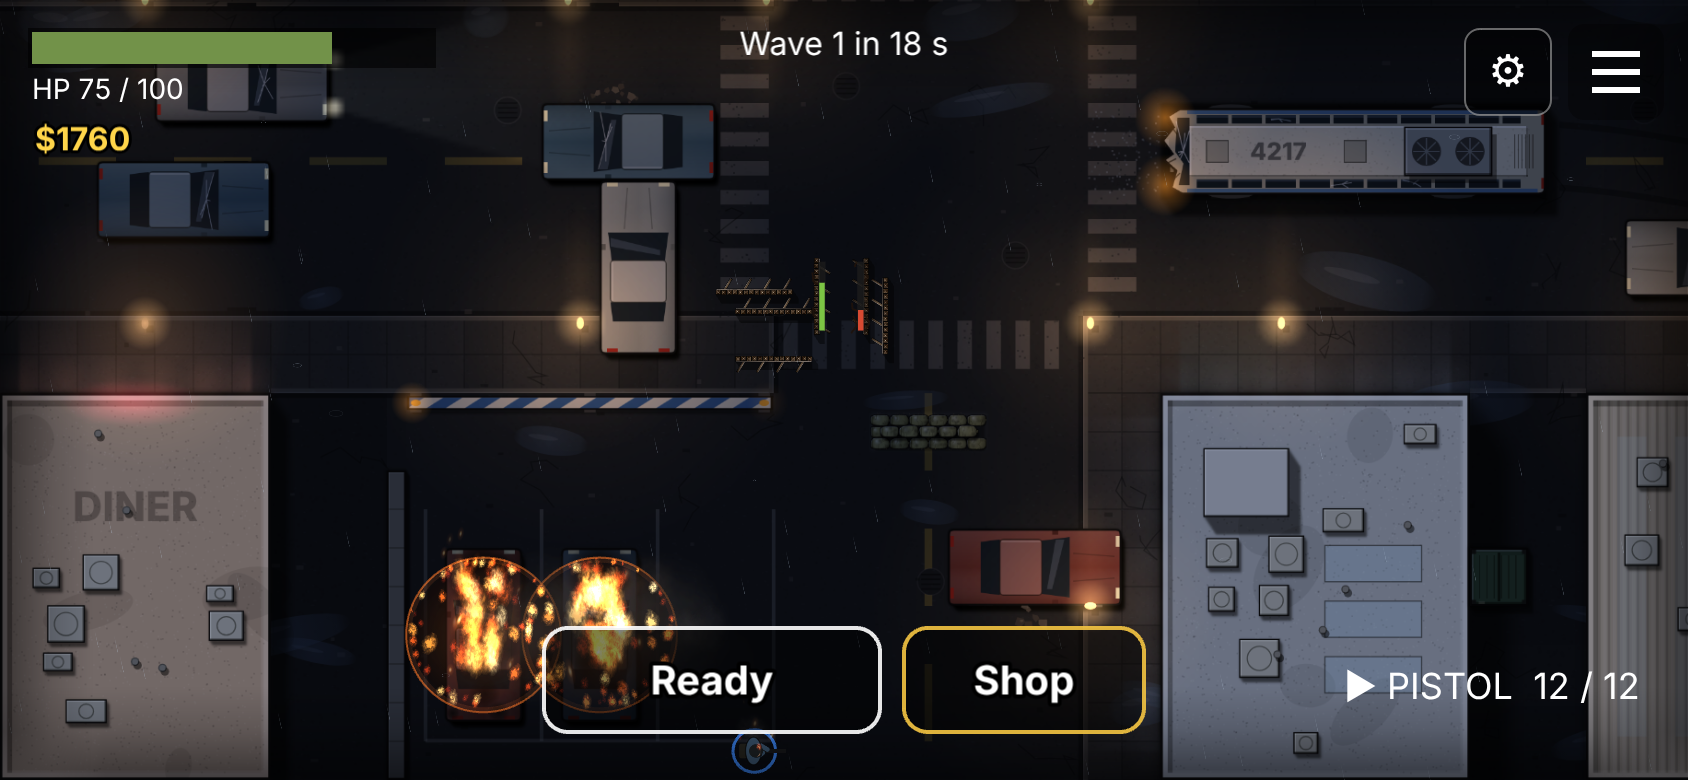 Wave 1 in 18 s
HP 75 / 100
$1760
4217
DINER
Ready
Shop
PISTOL 12 / 12